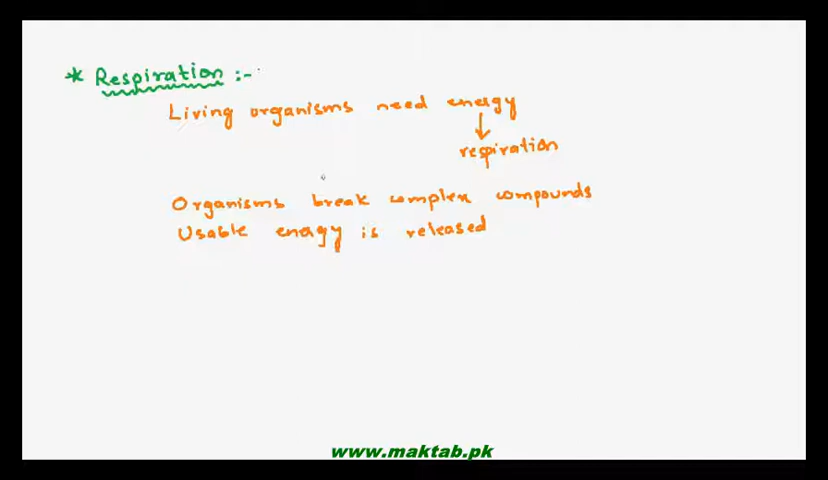 * Respiration :-
Living organisms need energy
respiration
Organisms break complex compounds
Usable energy is released
www.maktab.pk